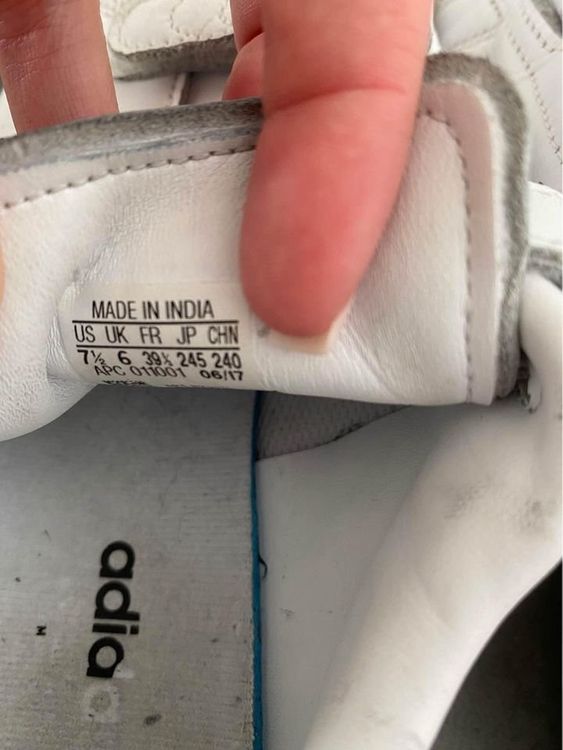 MADE IN INDIA
US UK FR JP CHN
7½ 6 39⅓ 245 240
APC 011001 06/17
adia
M